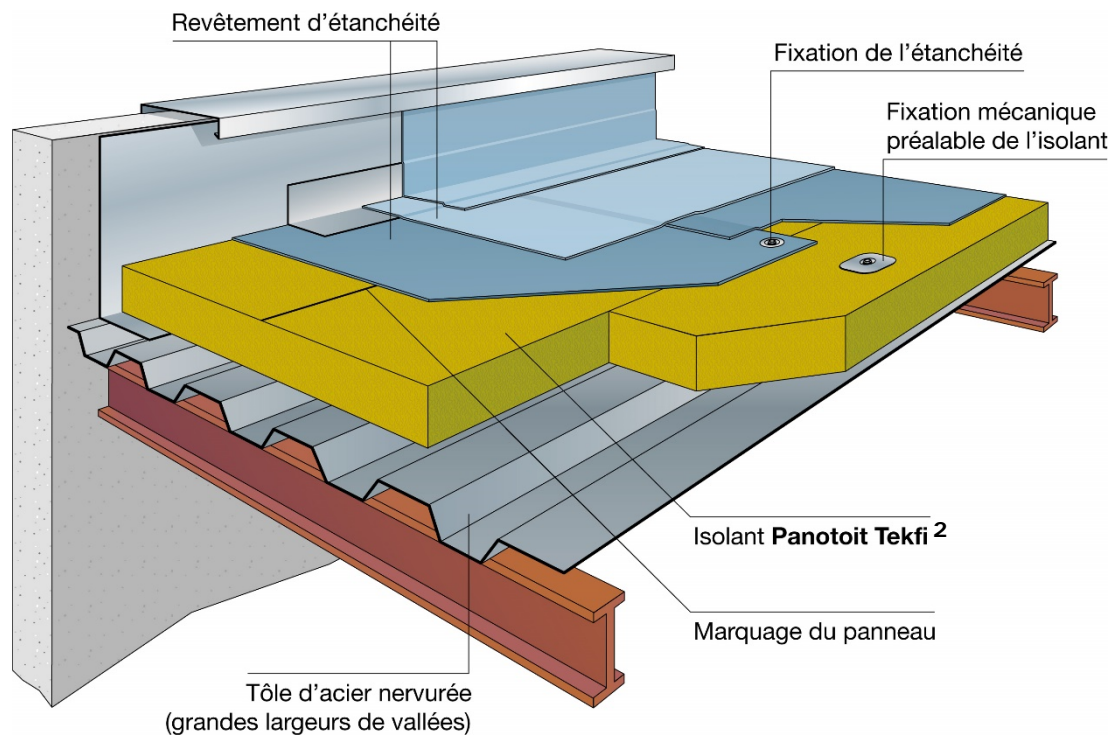 Revêtement d'étanchéité
Fixation de l'étanchéité
Fixation mécanique
préalable de l'isolant
Isolant Panotoit Tekfi 2
Marquage du panneau
Tôle d'acier nervurée
(grandes largeurs de vallées)